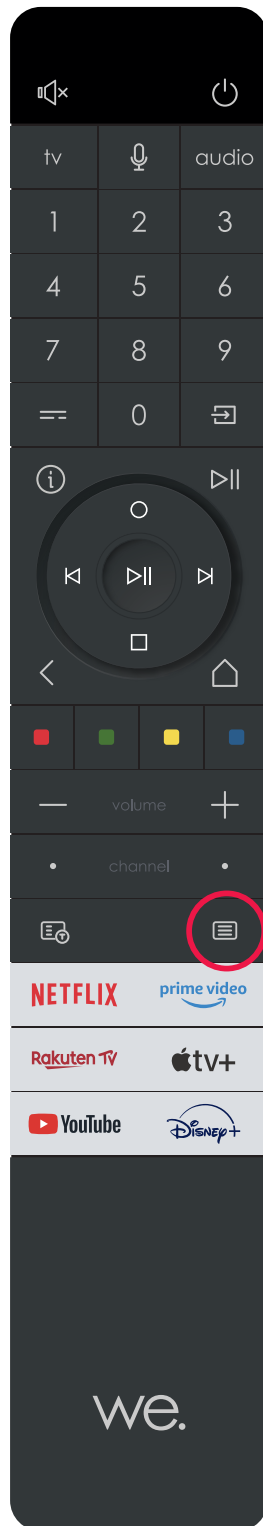 tv audio
1 2 3
4 5 6
7 8 9
0
i
volume
channel
T
NETFLIX prime video
Rakuten TV tv+
YouTube Disney+
we.